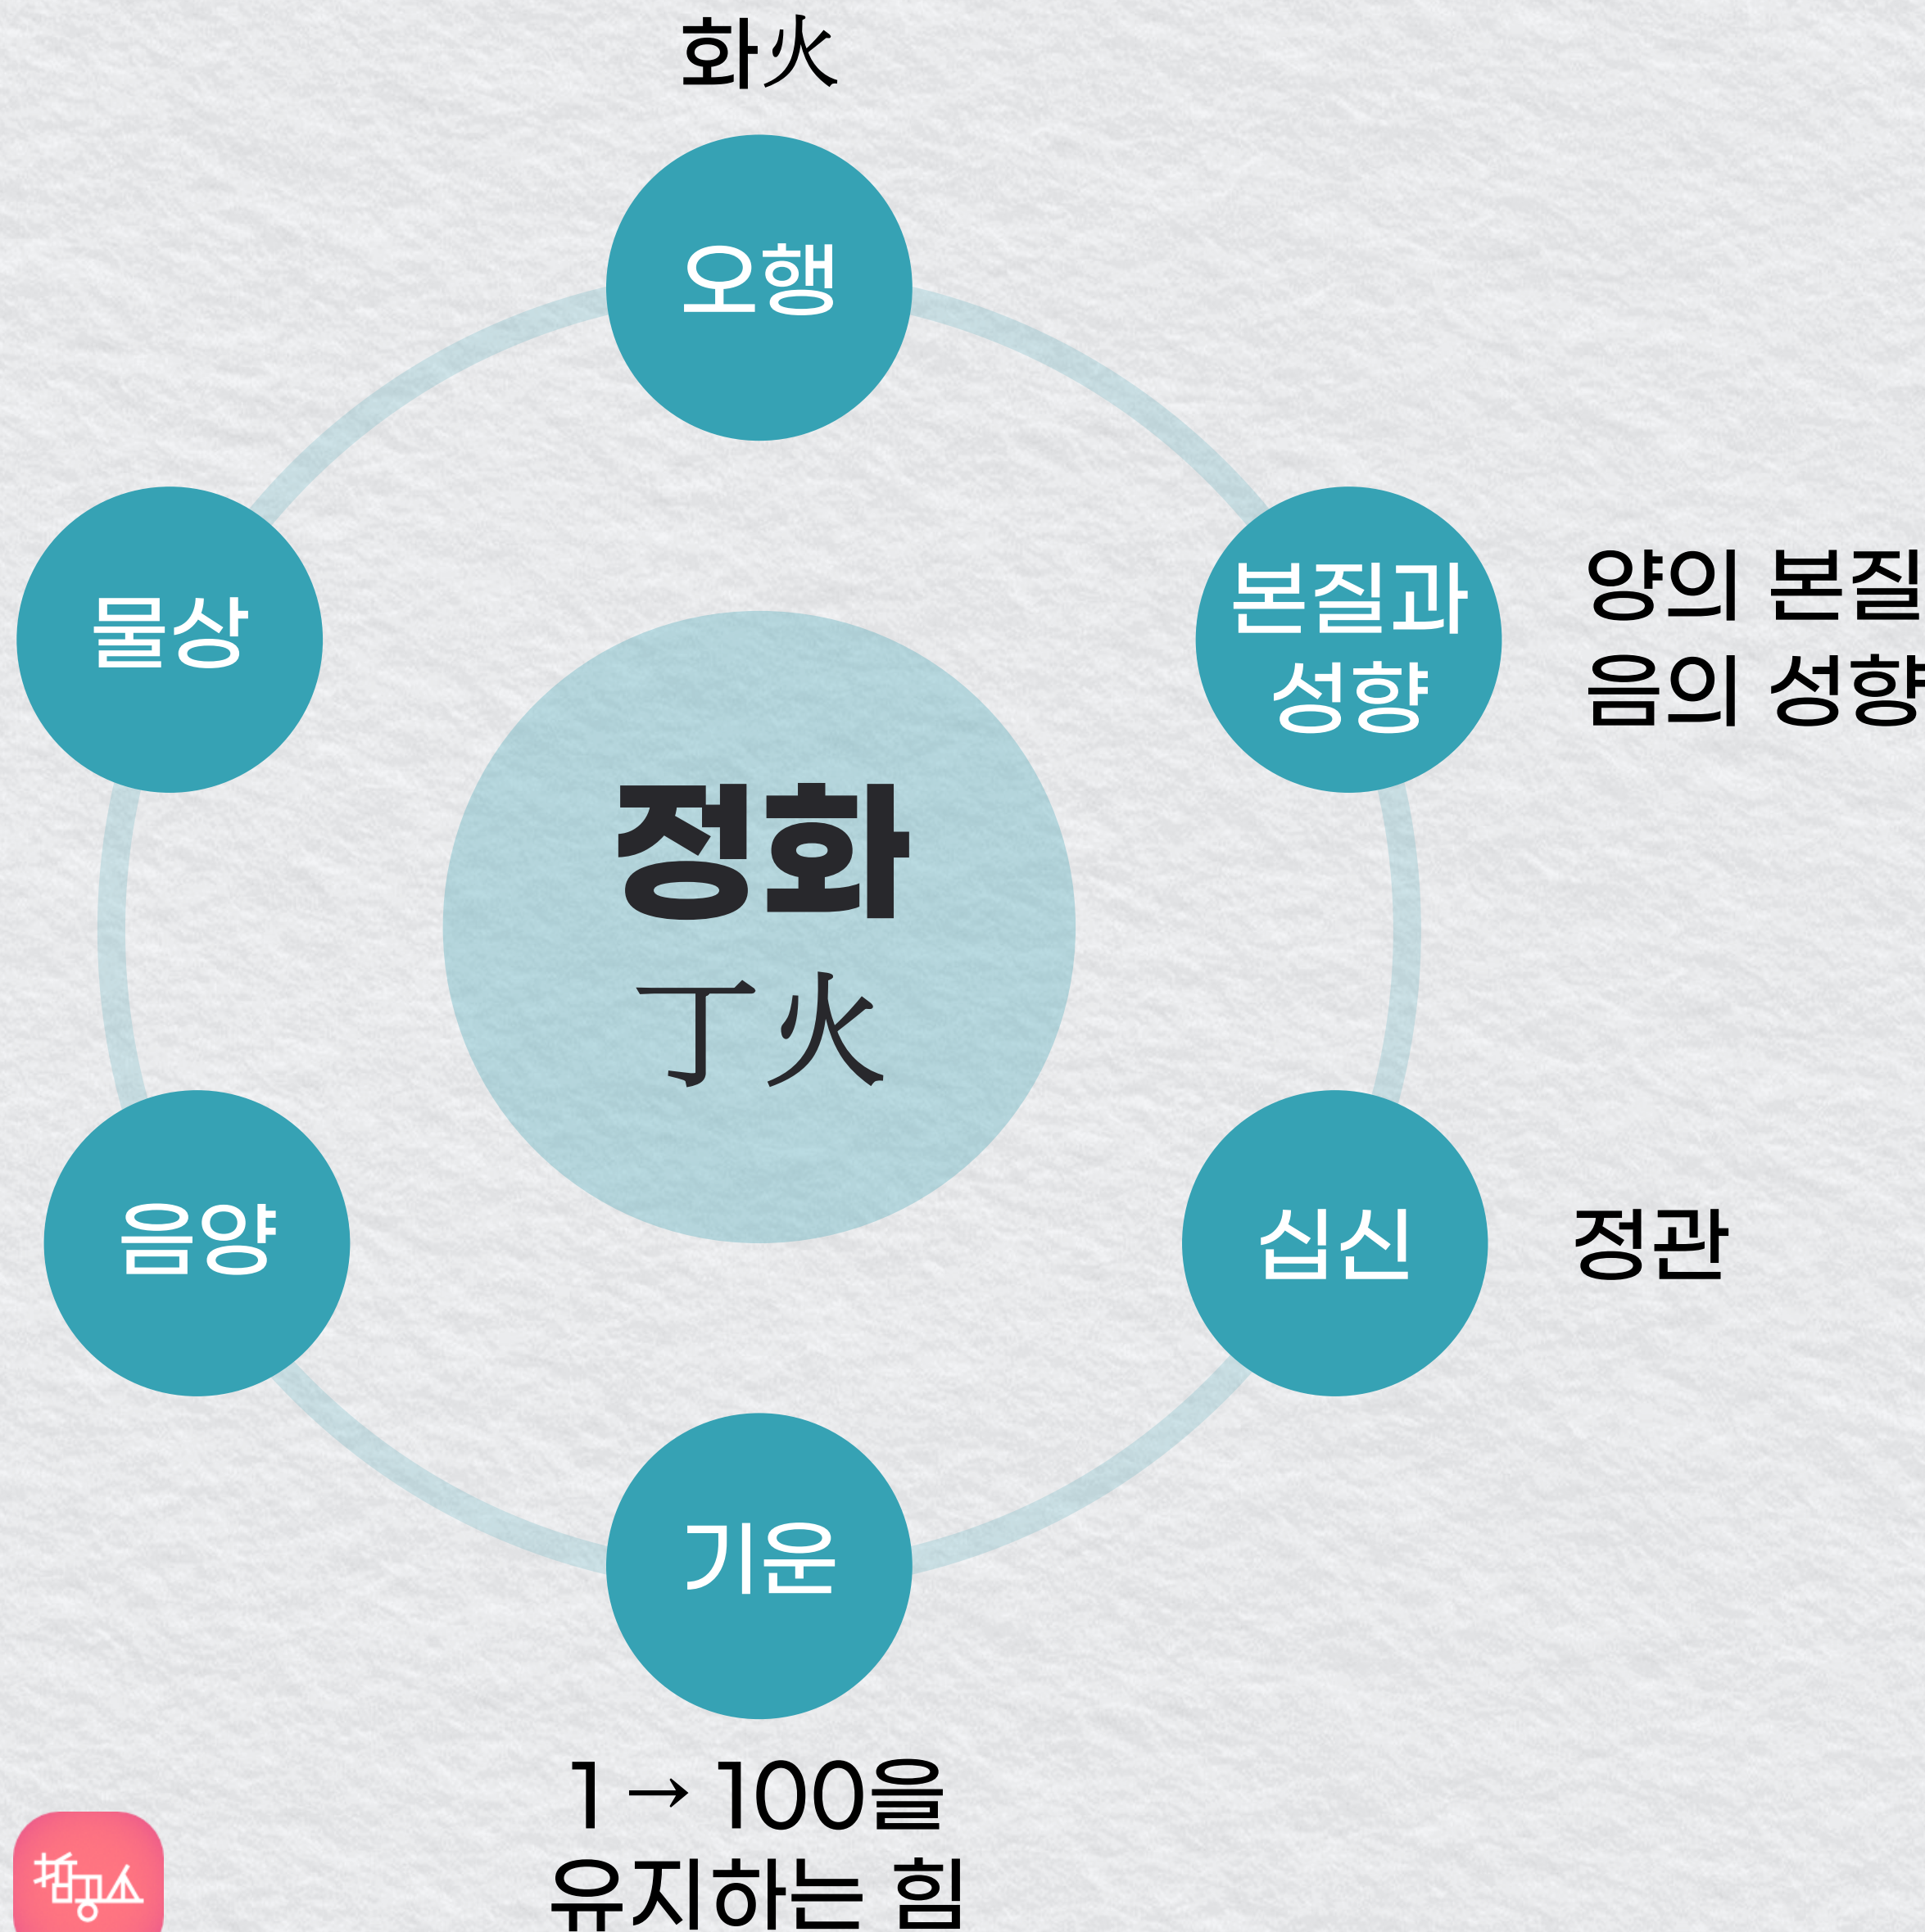 화火
오행
물상
본질과
성향
양의 본질
음의 성향
정화
丁火
음양
십신
정관
기운
1 → 100을
유지하는 힘